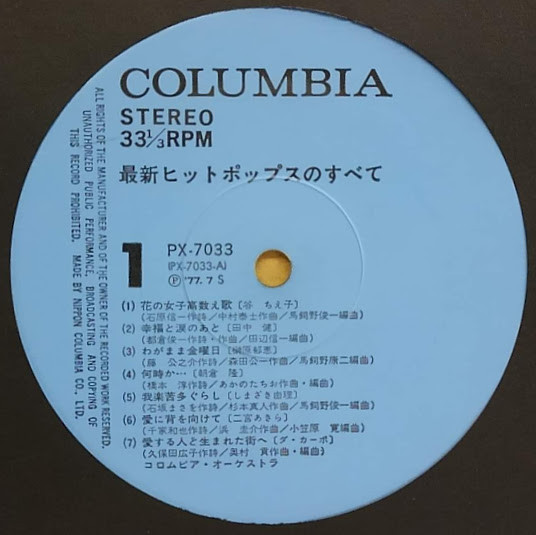 COLUMBIA
STEREO
33⅓RPM
最新ヒットポップスのすべて
1
PX-7033
(PX-7033-A)
Ⓟ '77. 7 S
(1) 花の女子高数え歌〔谷 ちえ子〕
(石原信一作詩/中村泰士作曲/馬飼野俊一編曲)
(2) 幸福と涙のあと〔田中 健〕
(都倉俊一作詩・作曲/田辺信一編曲)
(3) わがまま金曜日〔榊原郁恵〕
(藤 公之介作詩/森田公一作曲/馬飼野康二編曲)
(4) 何時か…〔朝倉 隆〕
(橋本 淳作詩/あかのたちお作曲・編曲)
(5) 我楽苦多ぐらし〔しまざき由理〕
(石坂まさを作詩/杉本真人作曲/馬飼野俊一編曲)
(6) 愛に背を向けて〔二宮あきら〕
(千家和也作詩/浜 圭介作曲/小笠原 寛編曲)
(7) 愛する人と生まれた街へ〔ダ・カーポ〕
(久保田広子作詩/奥村 貢作曲・編曲)
コロムビア・オーケストラ
ALL RIGHTS OF THE MANUFACTURER AND OF THE OWNER OF THE RECORDED WORK RESERVED.
UNAUTHORIZED PUBLIC PERFORMANCE, BROADCASTING AND COPYING OF
THIS RECORD PROHIBITED. MADE BY NIPPON COLUMBIA CO., LTD.